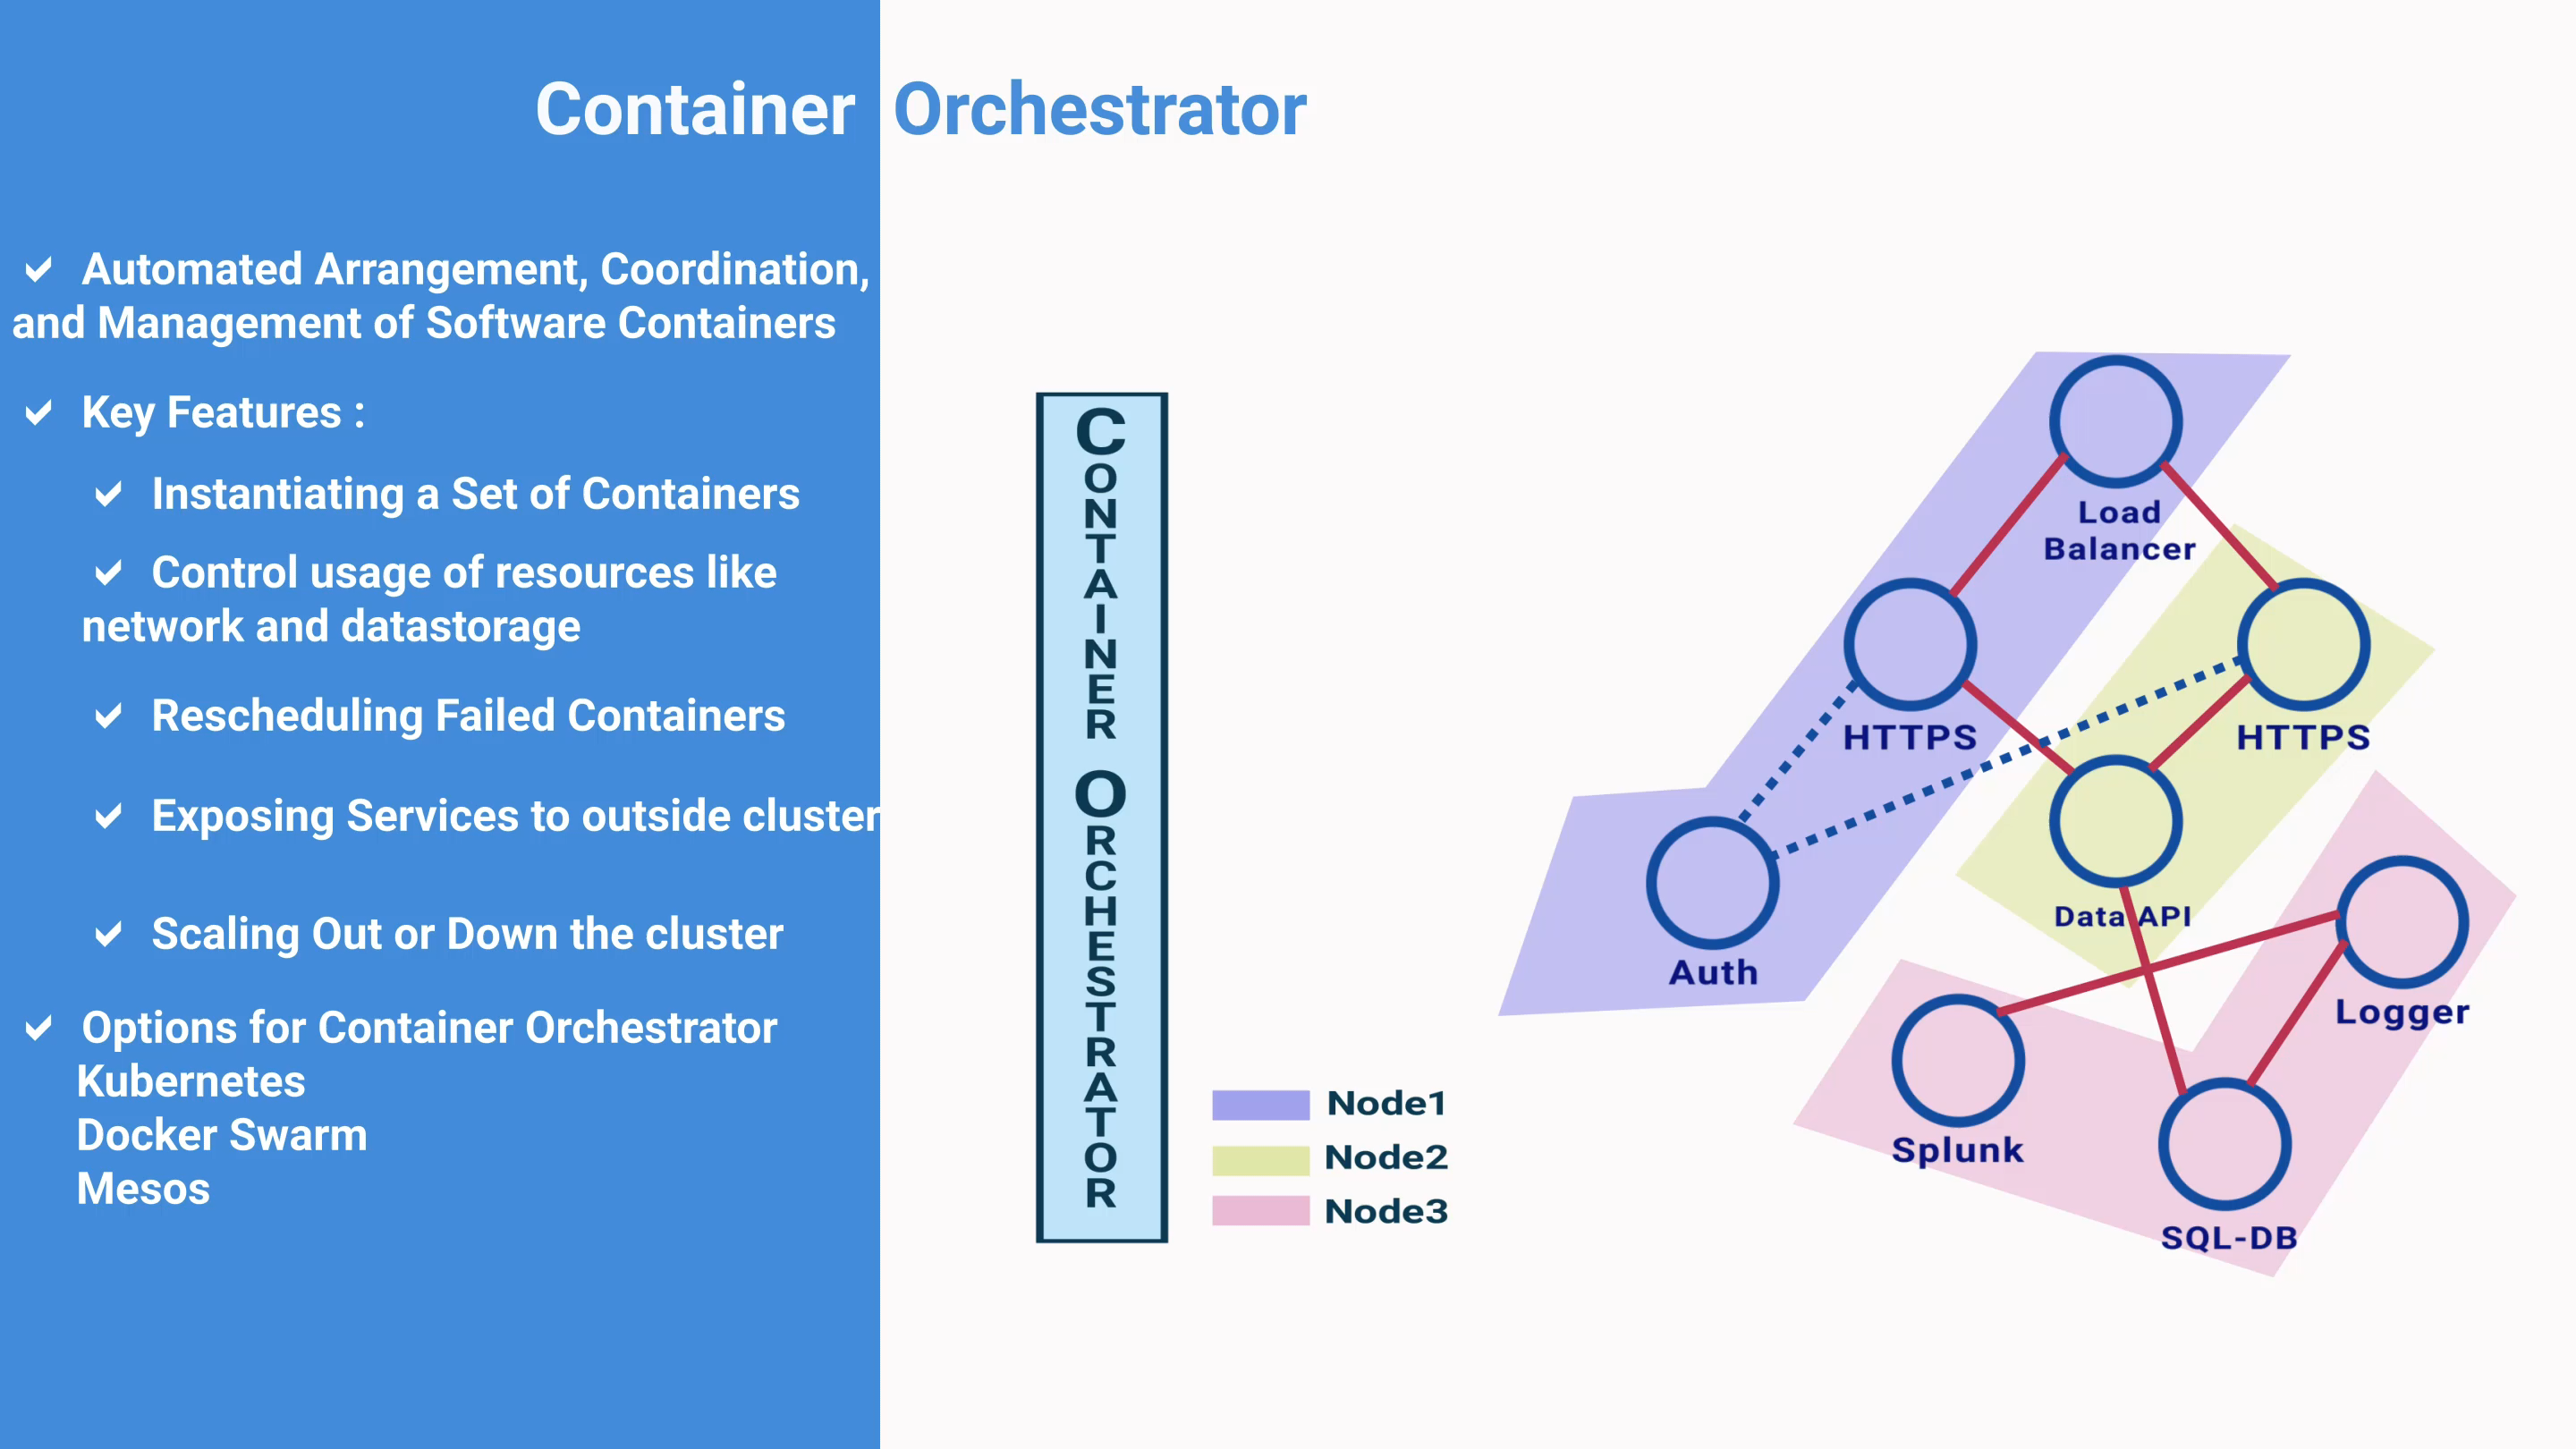 Container Orchestrator
Automated Arrangement, Coordination,
and Management of Software Containers
Key Features :
Instantiating a Set of Containers
Control usage of resources like
network and datastorage
Rescheduling Failed Containers
Exposing Services to outside cluster
Scaling Out or Down the cluster
Options for Container Orchestrator
Kubernetes
Docker Swarm
Mesos
CONTAINER ORCHESTRATOR
Node1
Node2
Node3
Load
Balancer
HTTPS
HTTPS
Auth
Data API
Logger
Splunk
SQL-DB